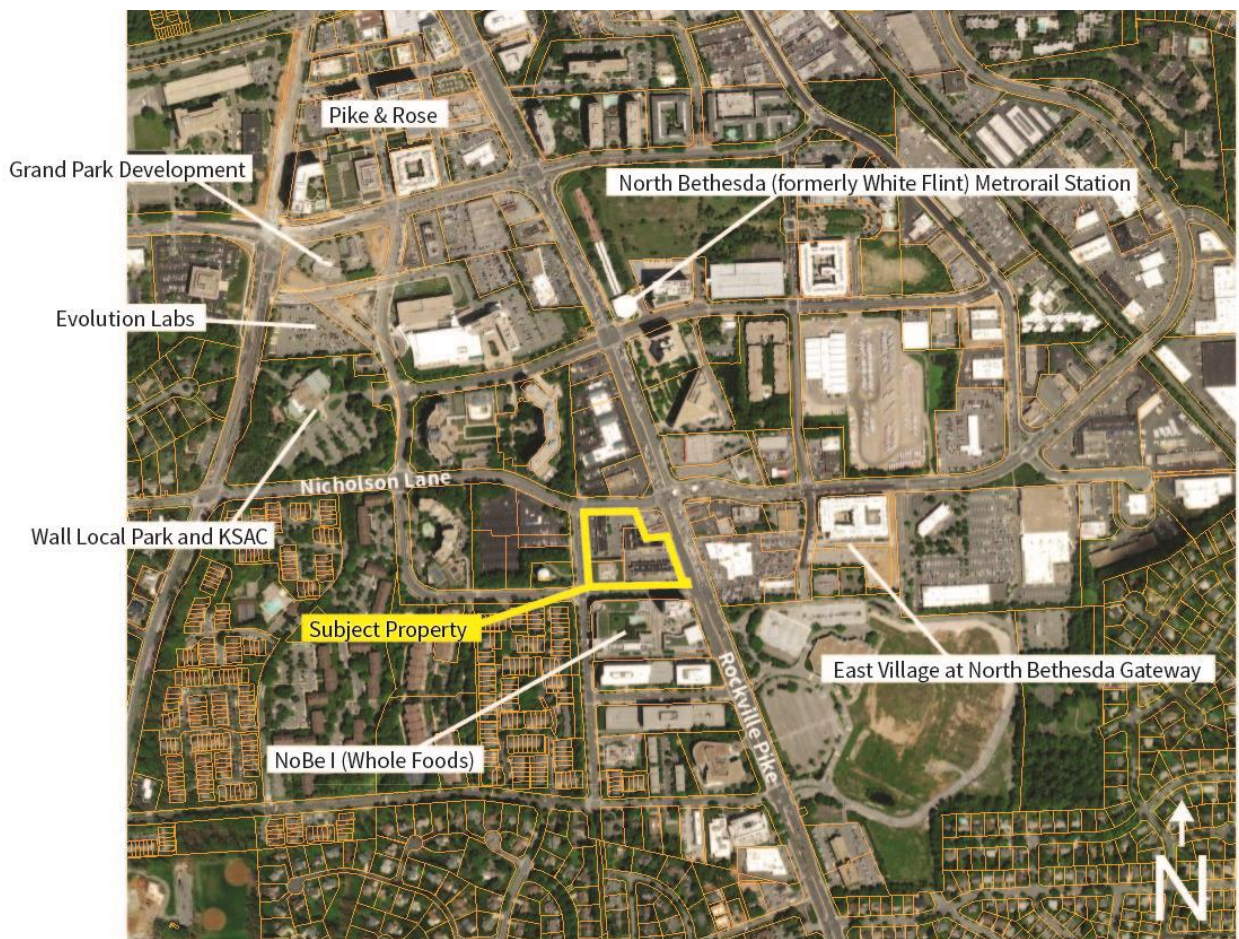 Pike & Rose
Grand Park Development
North Bethesda (formerly White Flint) Metrorail Station
Evolution Labs
Nicholson Lane
Wall Local Park and KSAC
Subject Property
East Village at North Bethesda Gateway
Rockville Pike
NoBe I (Whole Foods)
N